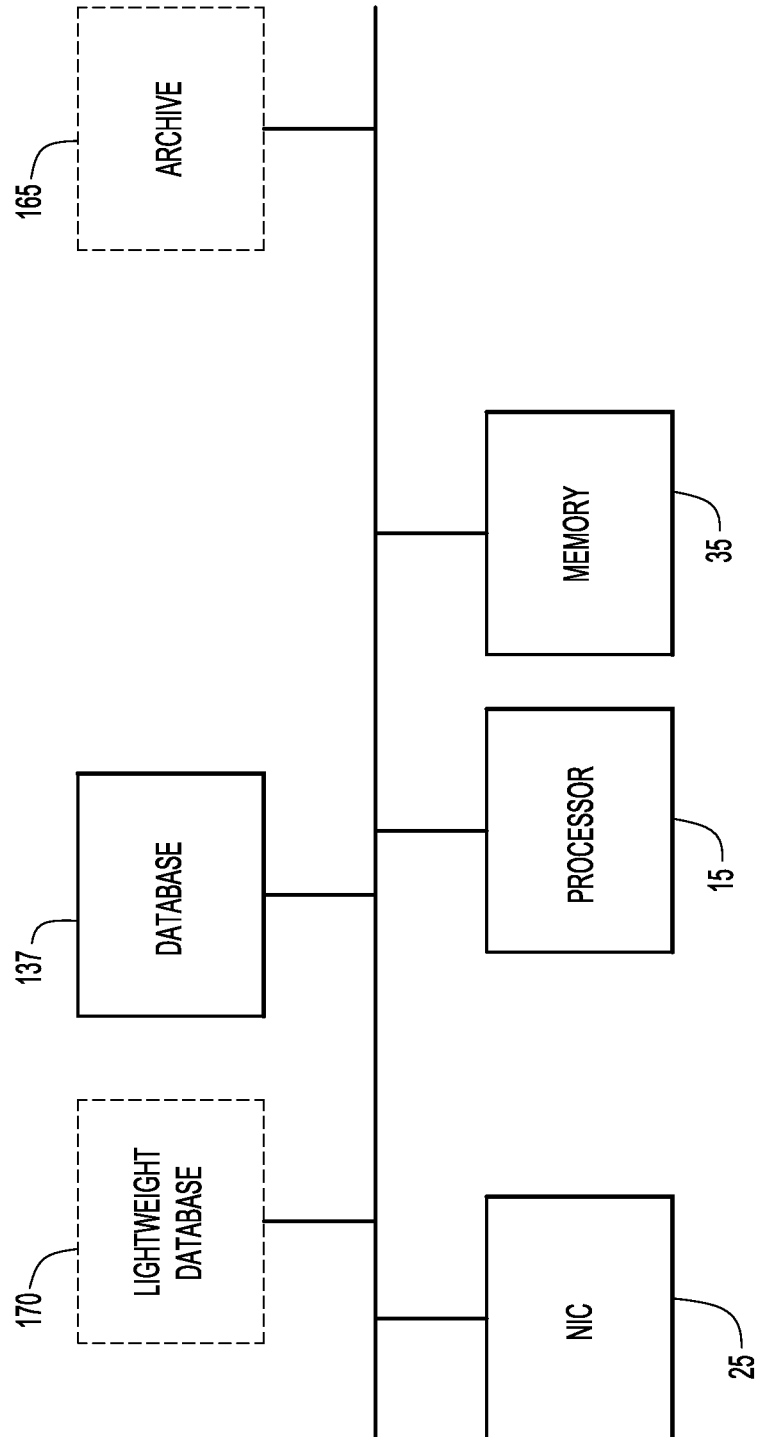 170
LIGHTWEIGHT
DATABASE
137
DATABASE
165
ARCHIVE
NIC
25
PROCESSOR
15
MEMORY
35